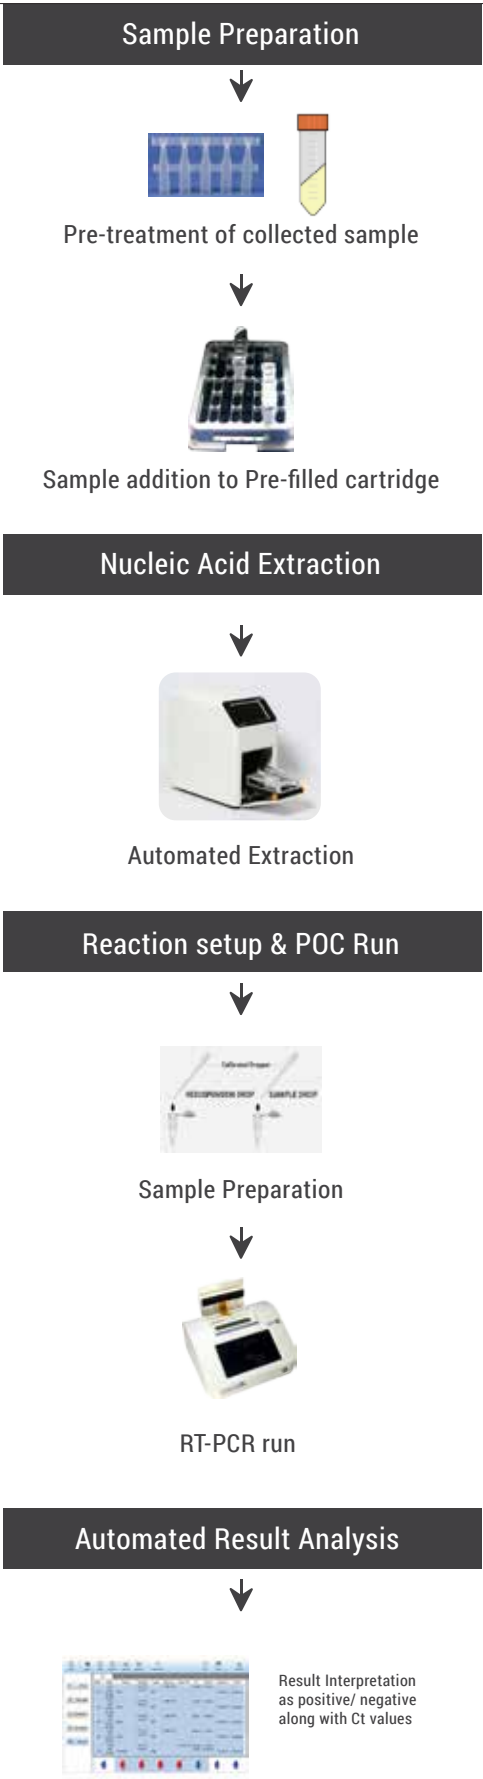 Sample Preparation
Pre-treatment of collected sample
Sample addition to Pre-filled cartridge
Nucleic Acid Extraction
Automated Extraction
Reaction setup & POC Run
Calibrated Dropper
RESUSPENSION DROP SAMPLE DROP
Sample Preparation
RT-PCR run
Automated Result Analysis
Result Interpretation
as positive/ negative
along with Ct values